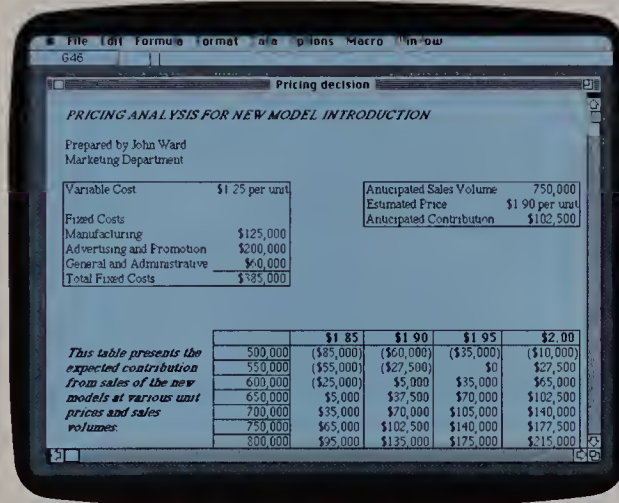 File Edit Formula Format Data Options Macro Window
G46
Pricing decision
PRICING ANALYSIS FOR NEW MODEL INTRODUCTION
Prepared by John Ward
Marketing Department
Variable Cost $1.25 per unit
Fixed Costs
Manufacturing $125,000
Advertising and Promotion $200,000
General and Administrative $60,000
Total Fixed Costs $385,000
Anticipated Sales Volume 750,000
Estimated Price $1.90 per unit
Anticipated Contribution $102,500
$1.85 $1.90 $1.95 $2.00
This table presents the
expected contribution
from sales of the new
models at various unit
prices and sales
volumes.
500,000 ($85,000) ($60,000) ($35,000) ($10,000)
550,000 ($55,000) ($27,500) $0 $27,500
600,000 ($25,000) $5,000 $35,000 $65,000
650,000 $5,000 $37,500 $70,000 $102,500
700,000 $35,000 $70,000 $105,000 $140,000
750,000 $65,000 $102,500 $140,000 $177,500
800,000 $95,000 $135,000 $175,000 $215,000